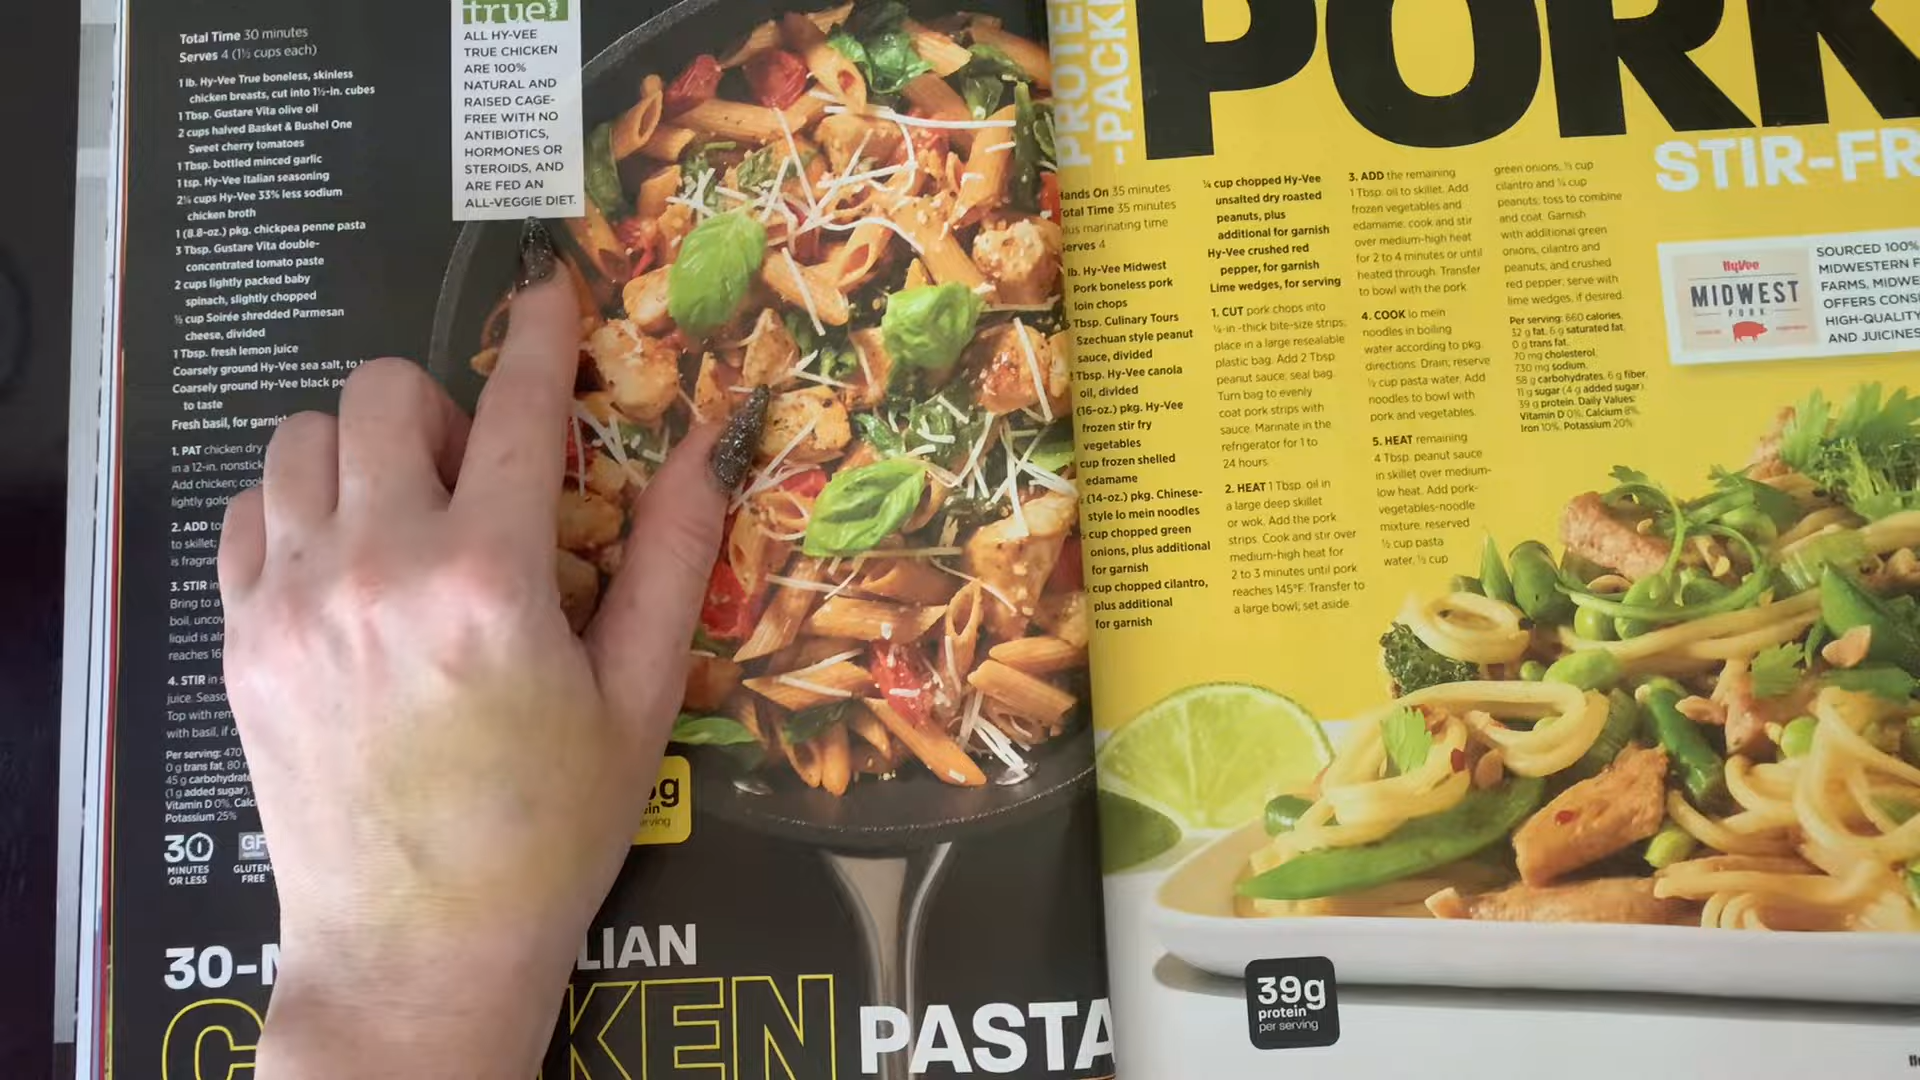 Total Time 30 minutes
Serves 4 (1½ cups each)
1 lb. Hy-Vee True boneless, skinless
chicken breasts, cut into 1½-in. cubes
1 Tbsp. Gustare Vita olive oil
2 cups halved Basket & Bushel One
Sweet cherry tomatoes
1 Tbsp. bottled minced garlic
1 tsp. Hy-Vee Italian seasoning
2¼ cups Hy-Vee 33% less sodium
chicken broth
1 (8.8-oz.) pkg. chickpea penne pasta
3 Tbsp. Gustare Vita double-
concentrated tomato paste
2 cups lightly packed baby
spinach, slightly chopped
cup Soirée shredded Parmesan
cheese, divided
1 Tbsp. fresh lemon juice
Coarsely ground Hy-Vee sea salt, to
Coarsely ground Hy-Vee black
to taste
Fresh basil, for
1. PAT chicken dry
in a 12-in. nonstick
Add chicken; cook
lightly
2. ADD
to skillet;
is
3. STIR
Bring to a
boil,
liquid is
reaches
4. STIR in
juice.
Top with
with basil, if
Per serving: 470
0 g trans fat, 80
45 g
(1 g added sugar),
Vitamin D 0%,
Potassium 25%
30
MINUTES
OR LESS
GF
GLUTEN-
FREE
true!
ALL HY-VEE
TRUE CHICKEN
ARE 100%
NATURAL AND
RAISED CAGE-
FREE WITH NO
ANTIBIOTICS,
HORMONES OR
STEROIDS, AND
ARE FED AN
ALL-VEGGIE DIET.
g
30-
LIAN
C KEN PASTA
PORK
STIR-FR
Hands On 35 minutes
Total Time 35 minutes
plus marinating time
Serves 4
lb. Hy-Vee Midwest
Pork boneless pork
loin chops
Tbsp. Culinary Tours
Szechuan style peanut
sauce, divided
Tbsp. Hy-Vee canola
oil, divided
(16-oz.) pkg. Hy-Vee
frozen stir fry
vegetables
cup frozen shelled
edamame
(14-oz.) pkg. Chinese-
style lo mein noodles
cup chopped green
onions, plus additional
for garnish
cup chopped cilantro,
plus additional
for garnish
¼ cup chopped Hy-Vee
unsalted dry roasted
peanuts, plus
additional for garnish
Hy-Vee crushed red
pepper, for garnish
Lime wedges, for serving
1. CUT pork chops into
¼-in-thick bite-size strips;
place in a large resealable
plastic bag. Add 2 Tbsp.
peanut sauce; seal bag.
Turn bag to evenly
coat pork strips with
sauce. Marinate in the
refrigerator for 1 to
24 hours.
2. HEAT 1 Tbsp. oil in
a large deep skillet
or wok. Add the pork
strips. Cook and stir over
medium-high heat for
2 to 3 minutes until pork
reaches 145°F. Transfer to
a large bowl; set aside.
3. ADD the remaining
1 Tbsp. oil to skillet. Add
frozen vegetables and
edamame; cook and stir
over medium-high heat
for 2 to 4 minutes or until
heated through. Transfer
to bowl with the pork.
4. COOK lo mein
noodles in boiling
water according to pkg.
directions. Drain; reserve
½ cup pasta water. Add
noodles to bowl with
pork and vegetables.
5. HEAT remaining
4 Tbsp. peanut sauce
in skillet over medium-
low heat. Add pork-
vegetables-noodle
mixture, reserved
½ cup pasta
water, ½ cup
green onions, cup
cilantro and ¼ cup
peanuts; toss to combine
and coat. Garnish
with additional green
onions, cilantro and
peanuts, and crushed
red pepper; serve with
lime wedges, if desired.
Per serving: 660 calories,
32 g fat, 6 g saturated fat,
0 g trans fat,
70 mg cholesterol,
730 mg sodium,
58 g carbohydrates, 6 g fiber,
11 g sugar (4 g added sugar),
39 g protein. Daily Values:
Vitamin D 0%, Calcium 8%,
Iron 10%, Potassium 20%
HyVee
MIDWEST
PORK
SOURCED 100%
MIDWESTERN
FARMS,
OFFERS
HIGH-QUALITY
AND
39g
protein
per serving